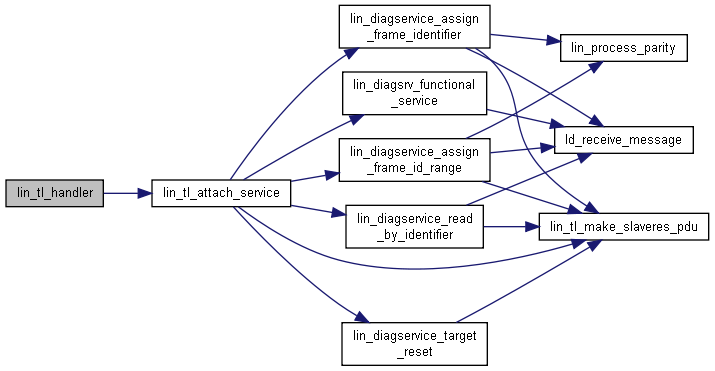 lin_tl_handler
lin_tl_attach_service
lin_diagservice_assign
_frame_identifier
lin_diagsrv_functional
_service
lin_diagservice_assign
_frame_id_range
lin_diagservice_read
_by_identifier
lin_diagservice_target
_reset
lin_process_parity
ld_receive_message
lin_tl_make_slaveres_pdu